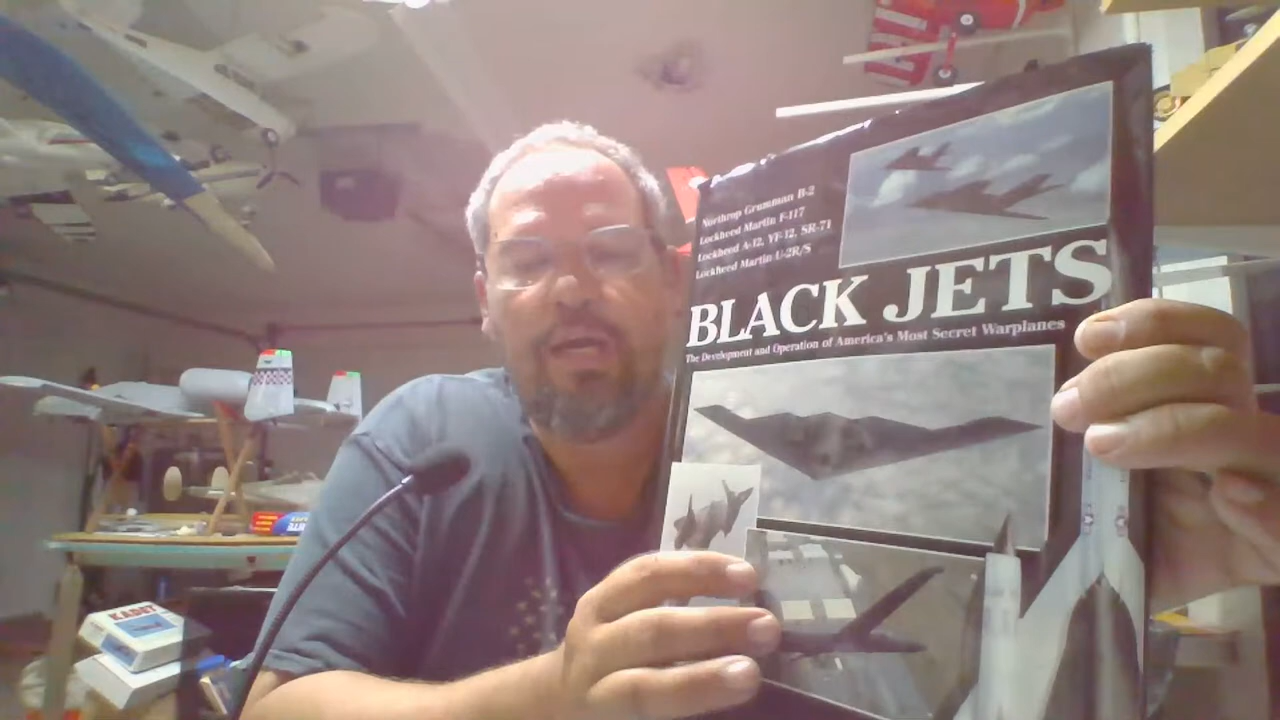 Northrop Grumman B-2
Lockheed Martin F-117
Lockheed A-12, YF-12, SR-71
Lockheed Martin U-2R/S
BLACK JETS
The Development and Operation of America's Most Secret Warplanes
KADET